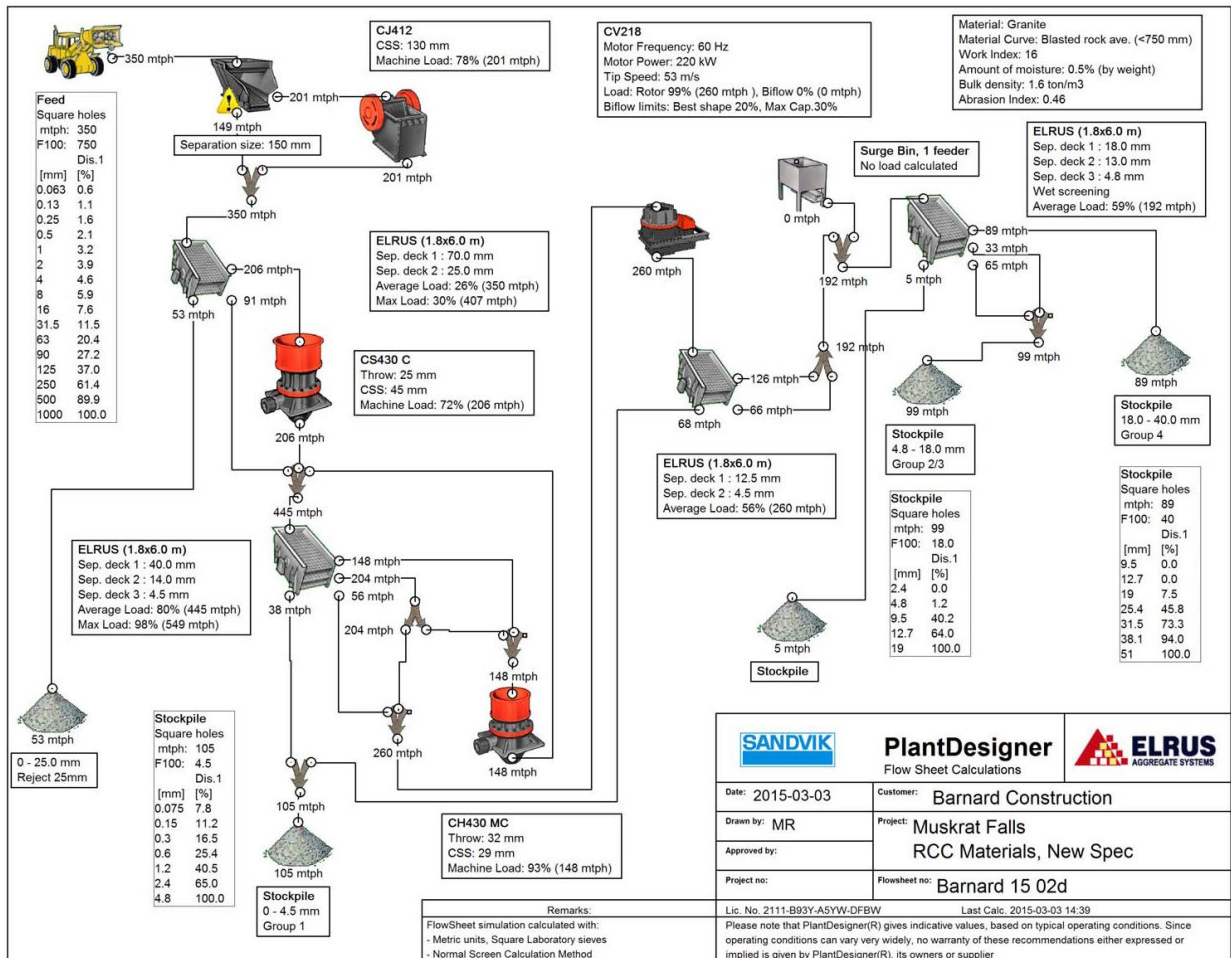 350 mtph
149 mtph
Separation size: 150 mm
201 mtph
201 mtph
350 mtph
CJ412
CSS: 130 mm
Machine Load: 78% (201 mtph)
CV218
Motor Frequency: 60 Hz
Motor Power: 220 kW
Tip Speed: 53 m/s
Load: Rotor 99% (260 mtph ), Biflow 0% (0 mtph)
Biflow limits: Best shape 20%, Max Cap.30%
Material: Granite
Material Curve: Blasted rock ave. (<750 mm)
Work Index: 16
Amount of moisture: 0.5% (by weight)
Bulk density: 1.6 ton/m3
Abrasion Index: 0.46
Feed
Square holes
mtph: 350
F100: 750
Dis.1
[mm] [%]
0.063 0.6
0.13 1.1
0.25 1.6
0.5 2.1
1 3.2
2 3.9
4 4.6
8 5.9
16 7.6
31.5 11.5
63 20.4
90 27.2
125 37.0
250 61.4
500 89.9
1000 100.0
206 mtph
91 mtph
53 mtph
ELRUS (1.8x6.0 m)
Sep. deck 1 : 70.0 mm
Sep. deck 2 : 25.0 mm
Average Load: 26% (350 mtph)
Max Load: 30% (407 mtph)
CS430 C
Throw: 25 mm
CSS: 45 mm
Machine Load: 72% (206 mtph)
206 mtph
445 mtph
ELRUS (1.8x6.0 m)
Sep. deck 1 : 40.0 mm
Sep. deck 2 : 14.0 mm
Sep. deck 3 : 4.5 mm
Average Load: 80% (445 mtph)
Max Load: 98% (549 mtph)
148 mtph
204 mtph
56 mtph
38 mtph
204 mtph
148 mtph
260 mtph
148 mtph
53 mtph
0 - 25.0 mm
Reject 25mm
Stockpile
Square holes
mtph: 105
F100: 4.5
Dis.1
[mm] [%]
0.075 7.8
0.15 11.2
0.3 16.5
0.6 25.4
1.2 40.5
2.4 65.0
4.8 100.0
105 mtph
105 mtph
Stockpile
0 - 4.5 mm
Group 1
CH430 MC
Throw: 32 mm
CSS: 29 mm
Machine Load: 93% (148 mtph)
260 mtph
126 mtph
66 mtph
68 mtph
192 mtph
ELRUS (1.8x6.0 m)
Sep. deck 1 : 12.5 mm
Sep. deck 2 : 4.5 mm
Average Load: 56% (260 mtph)
Surge Bin, 1 feeder
No load calculated
0 mtph
192 mtph
ELRUS (1.8x6.0 m)
Sep. deck 1 : 18.0 mm
Sep. deck 2 : 13.0 mm
Sep. deck 3 : 4.8 mm
Wet screening
Average Load: 59% (192 mtph)
89 mtph
33 mtph
65 mtph
5 mtph
99 mtph
99 mtph
Stockpile
4.8 - 18.0 mm
Group 2/3
89 mtph
Stockpile
18.0 - 40.0 mm
Group 4
Stockpile
Square holes
mtph: 99
F100: 18.0
Dis.1
[mm] [%]
2.4 0.0
4.8 1.2
9.5 40.2
12.7 64.0
19 100.0
Stockpile
Square holes
mtph: 89
F100: 40
Dis.1
[mm] [%]
9.5 0.0
12.7 0.0
19 7.5
25.4 45.8
31.5 73.3
38.1 94.0
51 100.0
5 mtph
Stockpile
SANDVIK
PlantDesigner
Flow Sheet Calculations
ELRUS
AGGREGATE SYSTEMS
Date: 2015-03-03
Customer: Barnard Construction
Drawn by: MR
Project: Muskrat Falls
RCC Materials, New Spec
Approved by:
Project no:
Flowsheet no: Barnard 15 02d
Remarks:
FlowSheet simulation calculated with:
- Metric units, Square Laboratory sieves
- Normal Screen Calculation Method
Lic. No. 2111-B93Y-A5YW-DFBW Last Calc. 2015-03-03 14:39
Please note that PlantDesigner(R) gives indicative values, based on typical operating conditions. Since
operating conditions can vary very widely, no warranty of these recommendations either expressed or
implied is given by PlantDesigner(R), its owners or supplier